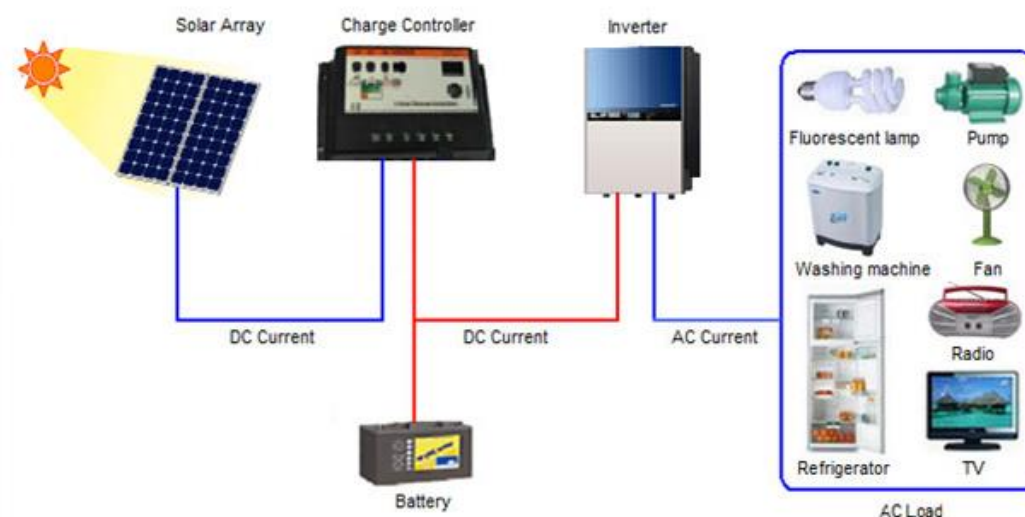 Solar Array
Charge Controller
Inverter
Fluorescent lamp
Pump
Washing machine
Fan
DC Current
DC Current
AC Current
Radio
Refrigerator
TV
Battery
AC Load